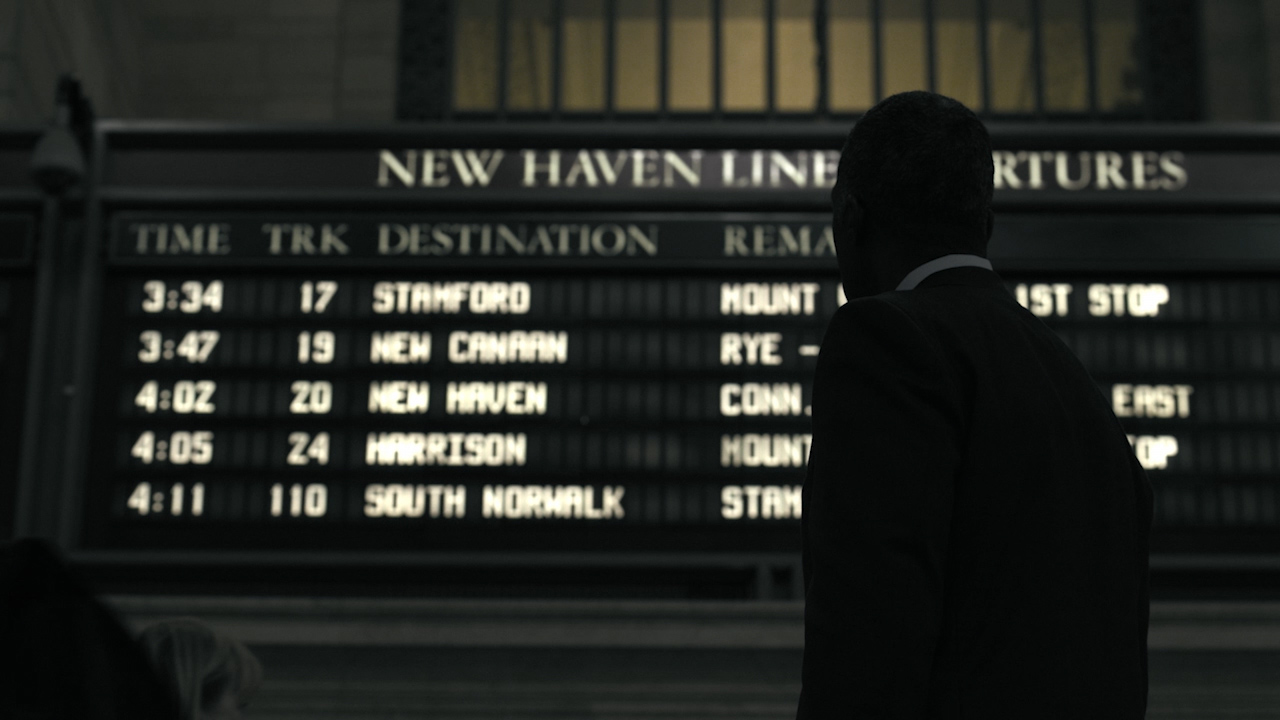 NEW HAVEN LINE RTURES
TIME TRK DESTINATION REMA
3:34 17 STAMFORD MOUNT 1ST STOP
3:47 19 NEW CANAAN RYE -
4:02 20 NEW HAVEN CONN. EAST
4:05 24 HARRISON MOUNT OP
4:11 110 SOUTH NORWALK STAM